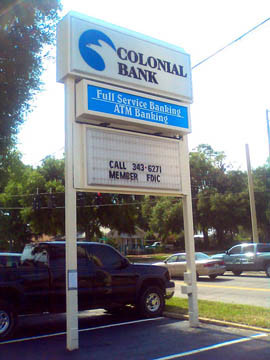 COLONIAL
BANK
Full Service Banking
ATM Banking
CALL 343-6271
MEMBER FDIC